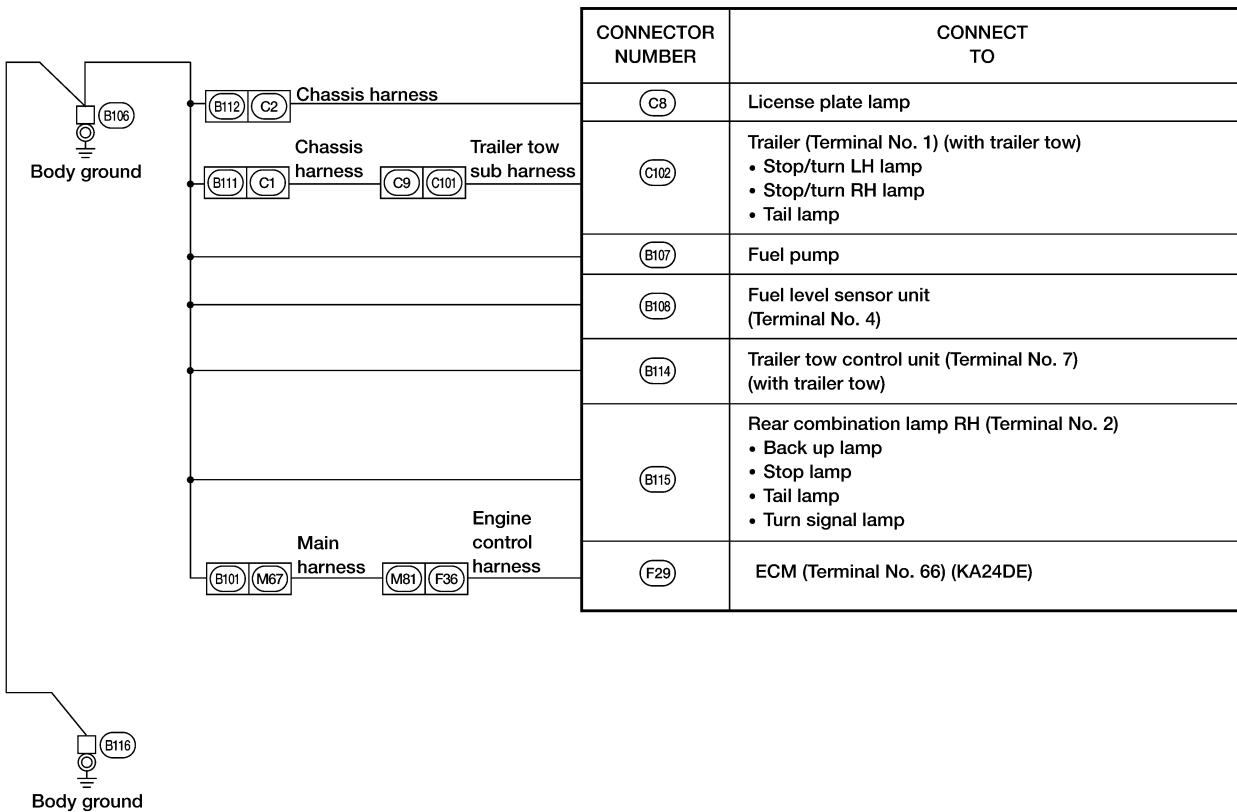 CONNECTOR
NUMBER
CONNECT
TO
B106
Body ground
B112
C2
Chassis harness
C8
License plate lamp
B111
C1
Chassis
harness
C9
C101
Trailer tow
sub harness
C102
Trailer (Terminal No. 1) (with trailer tow)
• Stop/turn LH lamp
• Stop/turn RH lamp
• Tail lamp
B107
Fuel pump
B108
Fuel level sensor unit
(Terminal No. 4)
B114
Trailer tow control unit (Terminal No. 7)
(with trailer tow)
B115
Rear combination lamp RH (Terminal No. 2)
• Back up lamp
• Stop lamp
• Tail lamp
• Turn signal lamp
B101
M67
Main
harness
M81
F36
Engine
control
harness
F29
ECM (Terminal No. 66) (KA24DE)
B116
Body ground